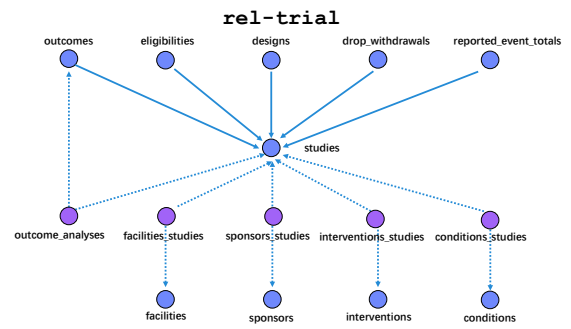 rel-trial
outcomes eligibilities designs drop_withdrawals reported_event_totals
studies
outcome_analyses facilities_studies sponsors_studies interventions_studies conditions_studies
facilities sponsors interventions conditions